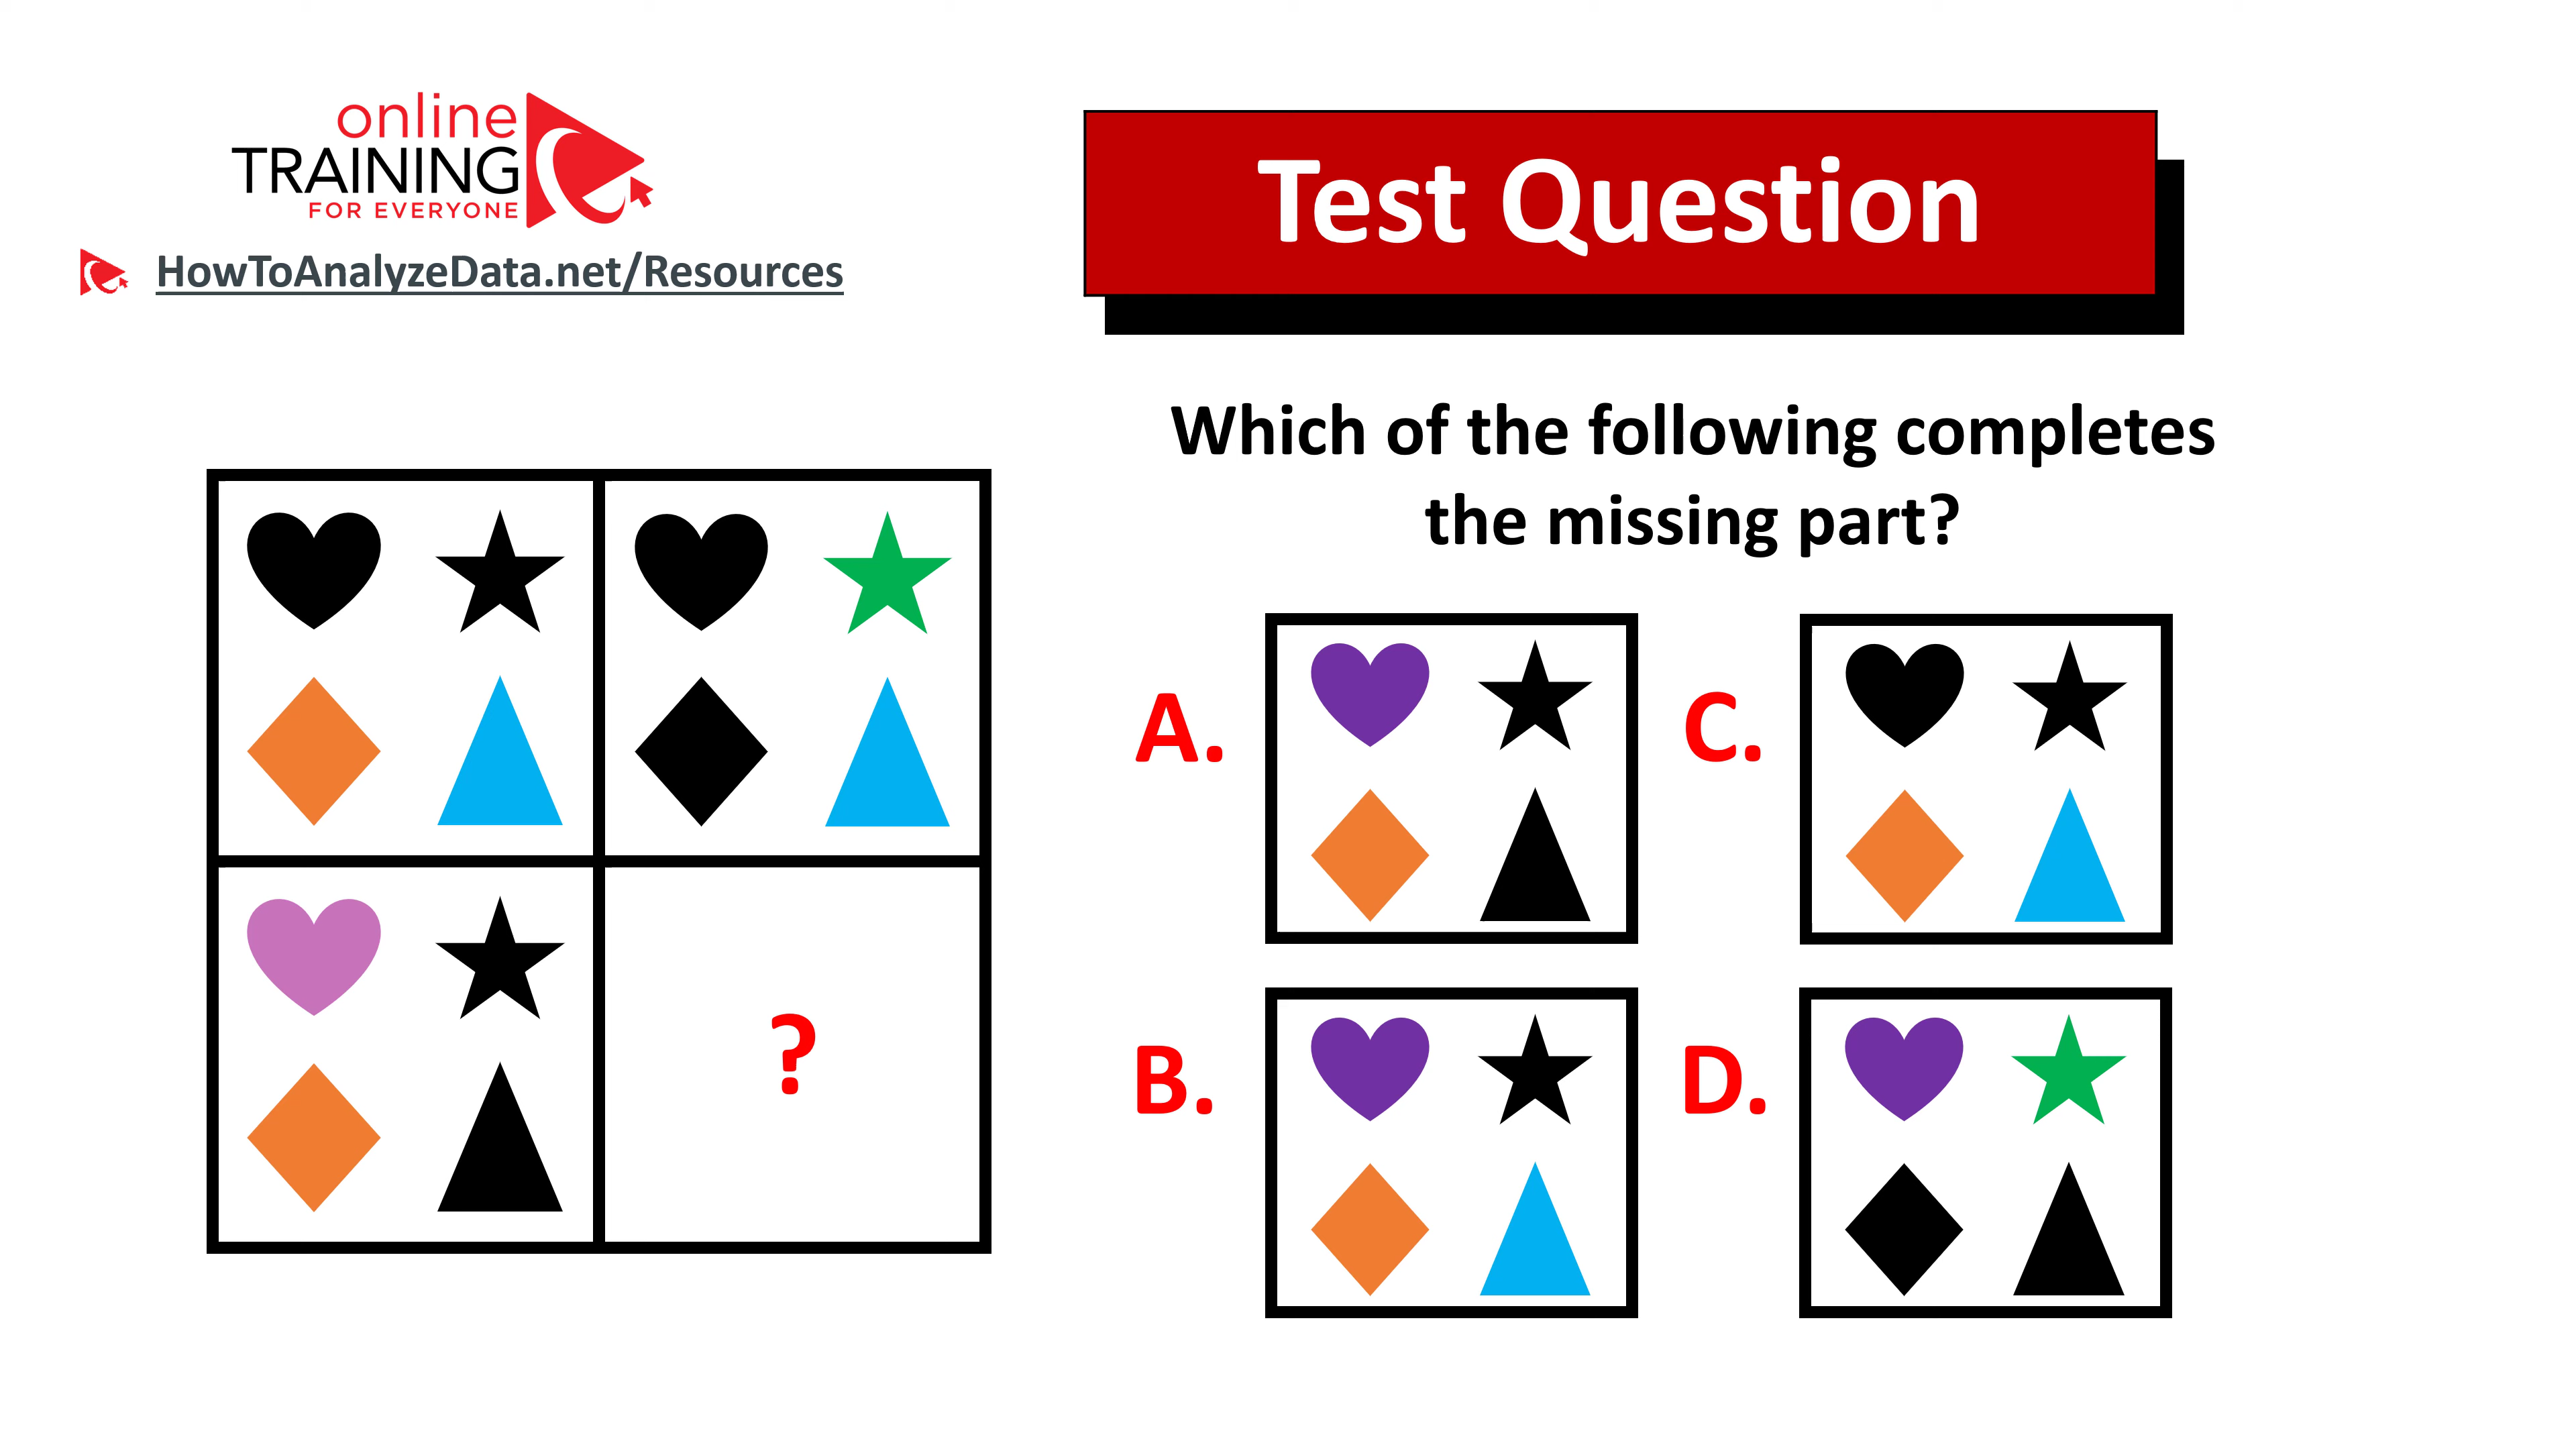 online
TRAINING
FOR EVERYONE
HowToAnalyzeData.net/Resources
Test Question
Which of the following completes
the missing part?
?
A.
C.
B.
D.